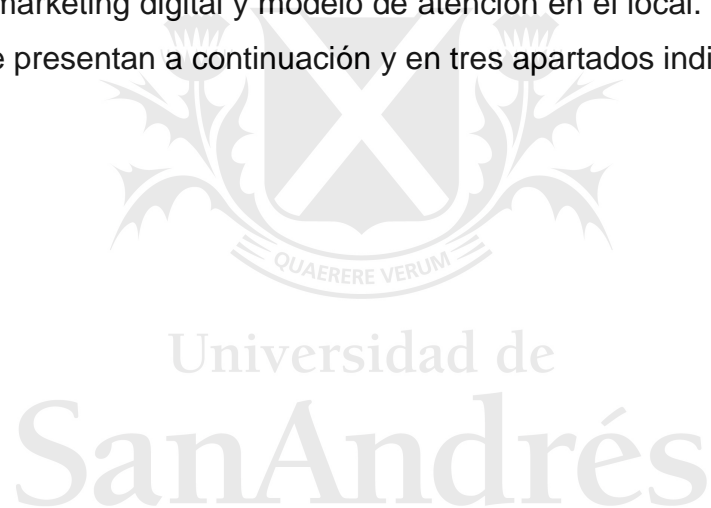 marketing digital y modelo de atención en el local.
e presentan a continuación y en tres apartados indi
QUAERERE VERUM
Universidad de
SanAndrés